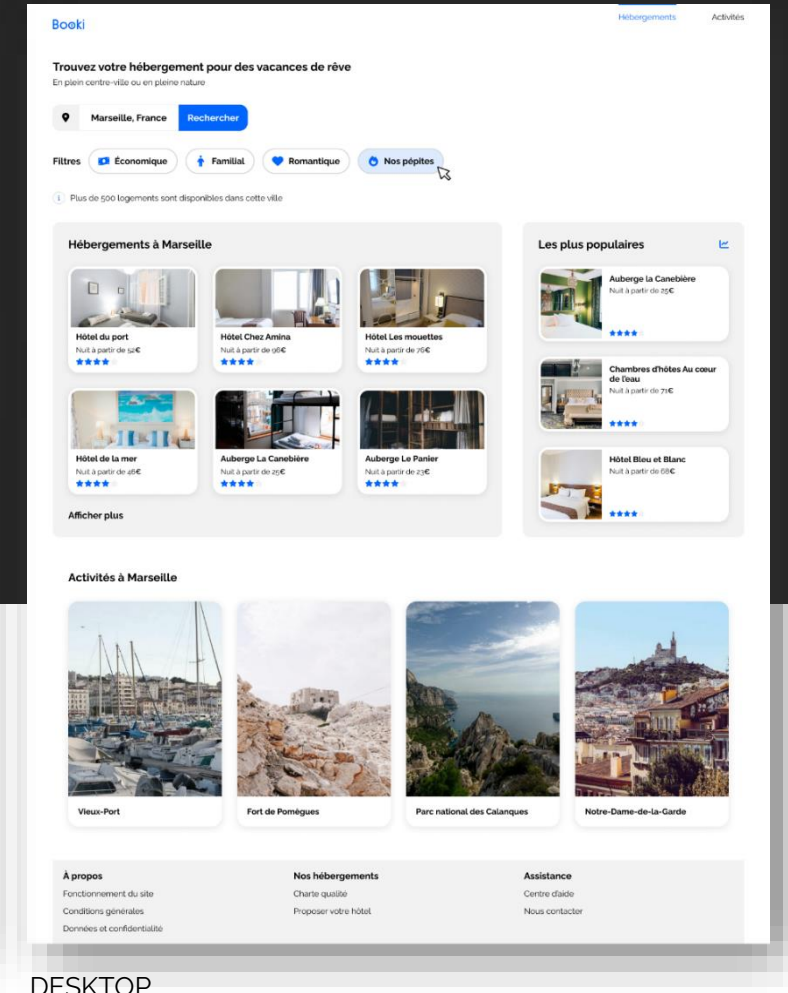 Booki
Hébergements
Activités
Trouvez votre hébergement pour des vacances de rêve
En plein centre-ville ou en pleine nature
Marseille, France
Rechercher
Filtres
Économique
Familial
Romantique
Nos pépites
Plus de 500 logements sont disponibles dans cette ville
Hébergements à Marseille
Hôtel du port
Nuit à partir de 52€
Hôtel Chez Amina
Nuit à partir de 96€
Hôtel Les mouettes
Nuit à partir de 76€
Hôtel de la mer
Nuit à partir de 46€
Auberge La Canebière
Nuit à partir de 25€
Auberge Le Panier
Nuit à partir de 23€
Afficher plus
Les plus populaires
Auberge la Canebière
Nuit à partir de 25€
Chambres d'hôtes Au cœur
de l'eau
Nuit à partir de 71€
Hôtel Bleu et Blanc
Nuit à partir de 68€
Activités à Marseille
Vieux-Port
Fort de Pomègues
Parc national des Calanques
Notre-Dame-de-la-Garde
À propos
Fonctionnement du site
Conditions générales
Données et confidentialité
Nos hébergements
Charte qualité
Proposer votre hôtel
Assistance
Centre d'aide
Nous contacter
DESKTOP